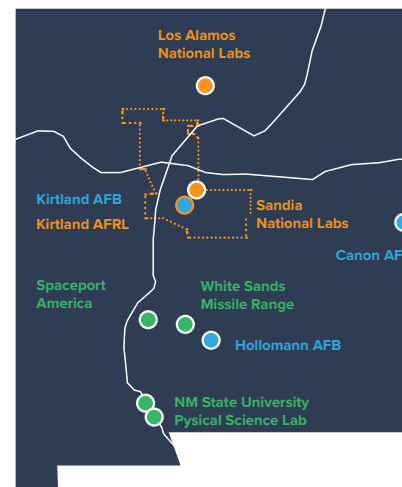 Los Alamos
National Labs
Kirtland AFB
Kirtland AFRL
Sandia
National Labs
Canon AF
Spaceport
America
White Sands
Missile Range
Hollomann AFB
NM State University
Pysical Science Lab